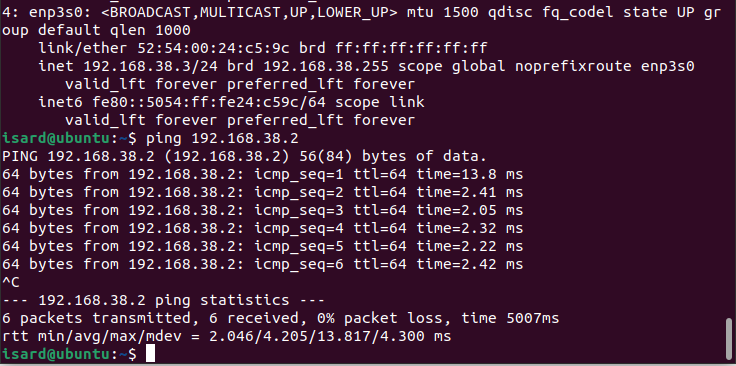 4: enp3s0: <BROADCAST,MULTICAST,UP,LOWER_UP> mtu 1500 qdisc fq_codel state UP gr
oup default qlen 1000
    link/ether 52:54:00:24:c5:9c brd ff:ff:ff:ff:ff:ff
    inet 192.168.38.3/24 brd 192.168.38.255 scope global noprefixroute enp3s0
       valid_lft forever preferred_lft forever
    inet6 fe80::5054:ff:fe24:c59c/64 scope link
       valid_lft forever preferred_lft forever
isard@ubuntu:~$ ping 192.168.38.2
PING 192.168.38.2 (192.168.38.2) 56(84) bytes of data.
64 bytes from 192.168.38.2: icmp_seq=1 ttl=64 time=13.8 ms
64 bytes from 192.168.38.2: icmp_seq=2 ttl=64 time=2.41 ms
64 bytes from 192.168.38.2: icmp_seq=3 ttl=64 time=2.05 ms
64 bytes from 192.168.38.2: icmp_seq=4 ttl=64 time=2.32 ms
64 bytes from 192.168.38.2: icmp_seq=5 ttl=64 time=2.22 ms
64 bytes from 192.168.38.2: icmp_seq=6 ttl=64 time=2.42 ms
^C
--- 192.168.38.2 ping statistics ---
6 packets transmitted, 6 received, 0% packet loss, time 5007ms
rtt min/avg/max/mdev = 2.046/4.205/13.817/4.300 ms
isard@ubuntu:~$